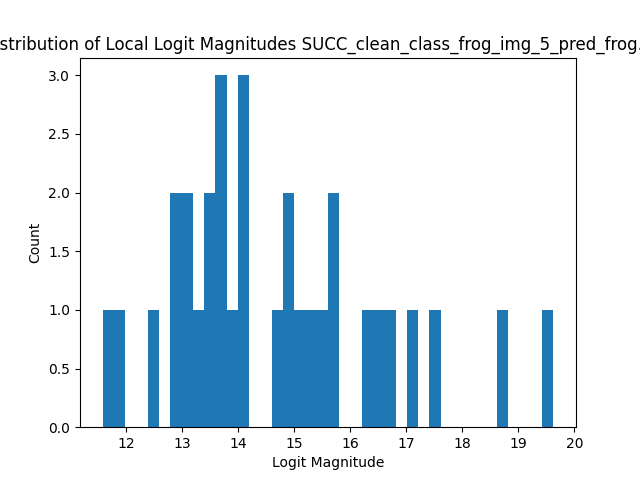 stribution of Local Logit Magnitudes SUCC_clean_class_frog_img_5_pred_frog.
3.0
2.5
2.0
1.5
1.0
0.5
0.0
Count
12 13 14 15 16 17 18 19 20
Logit Magnitude